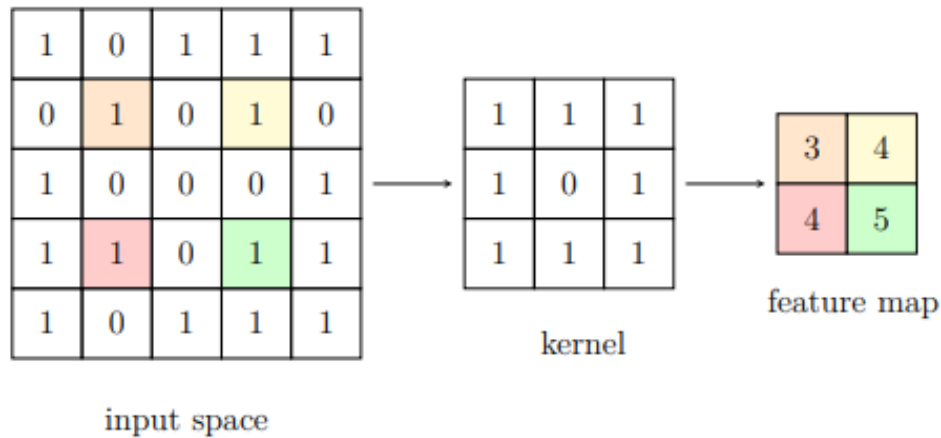 1 0 1 1 1
0 1 0 1 0
1 0 0 0 1
1 1 0 1 1
1 0 1 1 1
input space
1 1 1
1 0 1
1 1 1
kernel
3 4
4 5
feature map